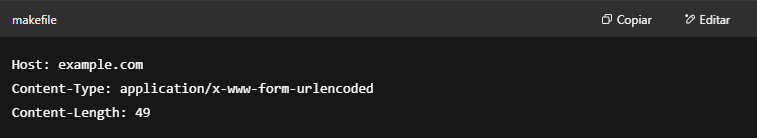 makefile
Copiar
Editar
Host: example.com
Content-Type: application/x-www-form-urlencoded
Content-Length: 49